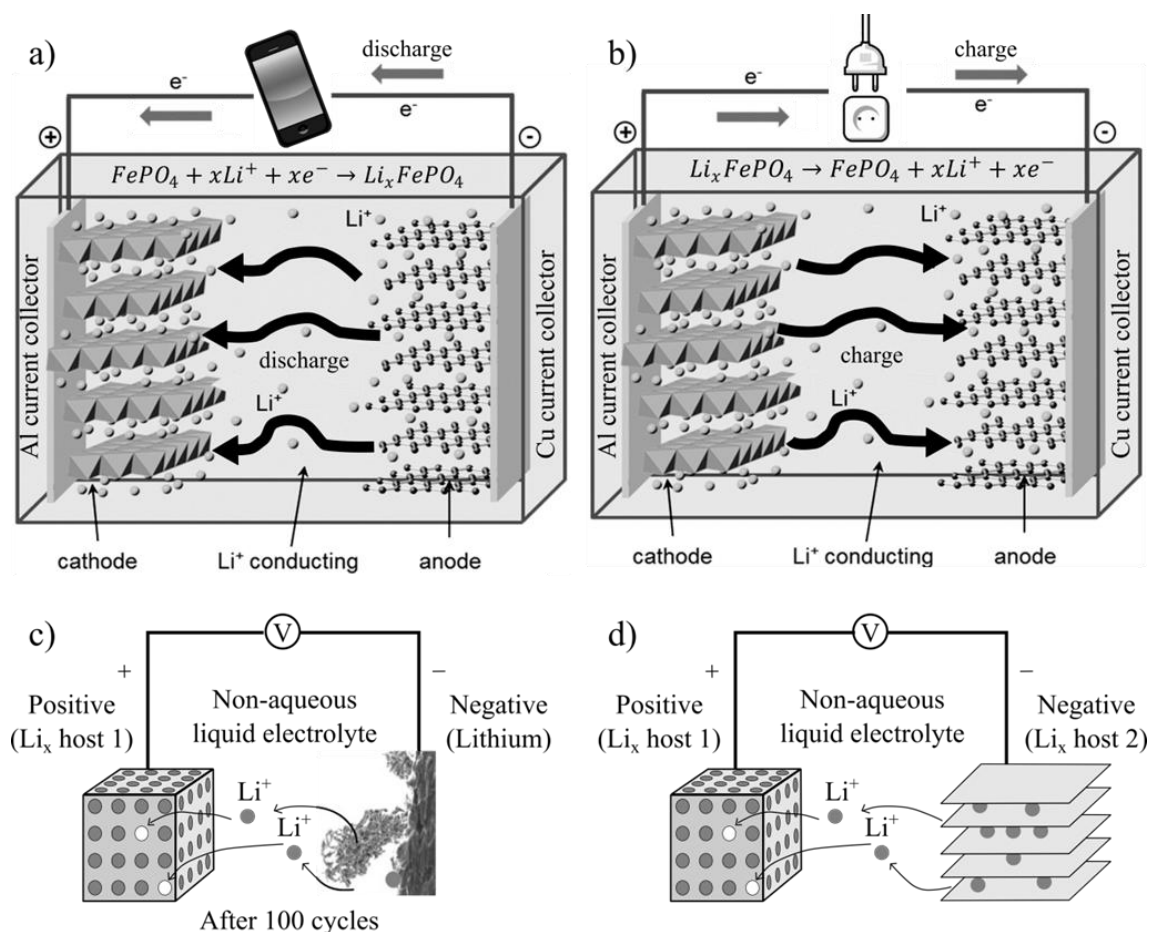 a)
discharge
e⁻
e⁻
+
-
FePO₄ + xLi⁺ + xe⁻ → LiₓFePO₄
Al current collector
Li⁺
discharge
Li⁺
Cu current collector
cathode
Li⁺ conducting
anode
b)
charge
e⁻
e⁻
+
-
LiₓFePO₄ → FePO₄ + xLi⁺ + xe⁻
Al current collector
Li⁺
charge
Li⁺
Cu current collector
cathode
Li⁺ conducting
anode
c)
V
+
−
Positive
(Liₓ host 1)
Non-aqueous
liquid electrolyte
Negative
(Lithium)
Li⁺
Li⁺
After 100 cycles
d)
V
+
−
Positive
(Liₓ host 1)
Non-aqueous
liquid electrolyte
Negative
(Liₓ host 2)
Li⁺
Li⁺